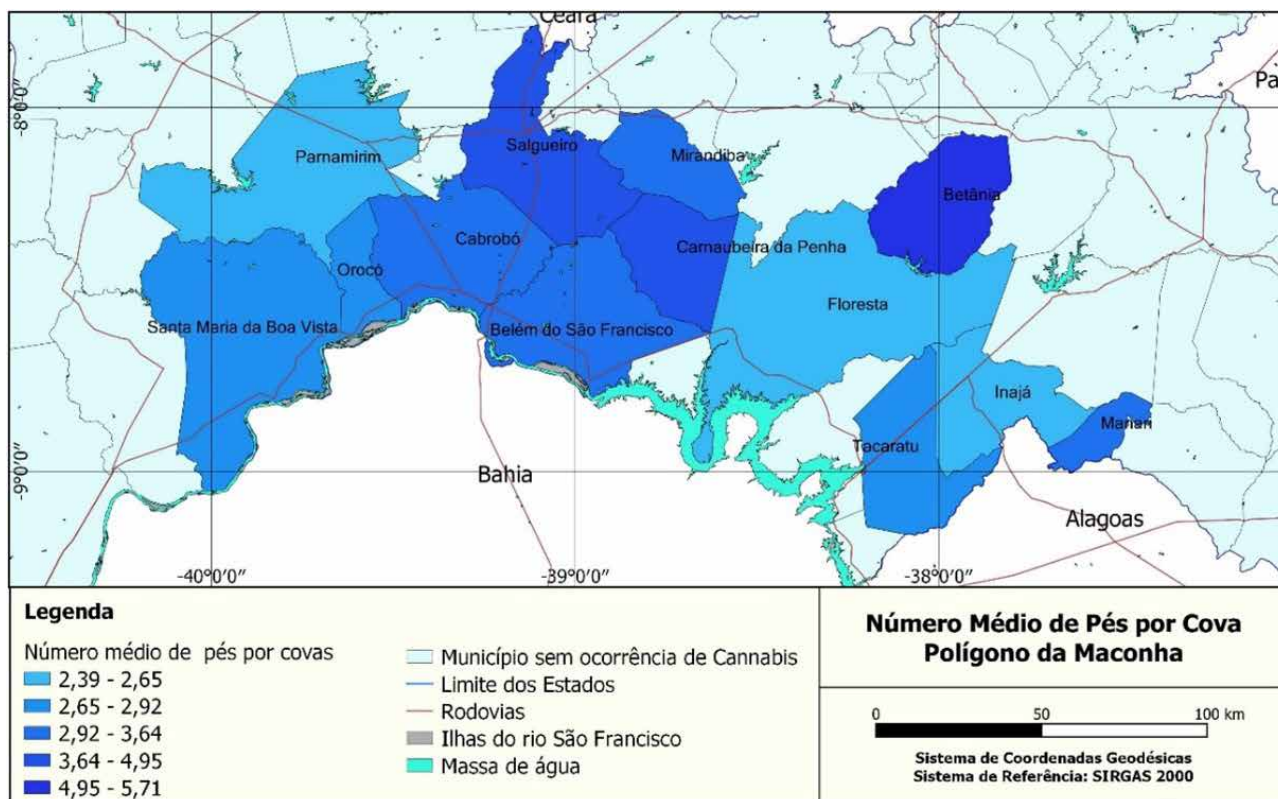 Ceará
Pa
-8°0'0"
Parnamirim
Salgueiro
Mirandiba
Betânia
Cabrobó
Carnaubeira da Penha
Orocó
Floresta
Santa Maria da Boa Vista
Belém do São Francisco
Inajá
Manari
Tacaratu
-9°0'0"
Bahia
Alagoas
-40°0'0"
-39°0'0"
-38°0'0"
Legenda
Número médio de pés por covas
2,39 - 2,65
2,65 - 2,92
2,92 - 3,64
3,64 - 4,95
4,95 - 5,71
Município sem ocorrência de Cannabis
Limite dos Estados
Rodovias
Ilhas do rio São Francisco
Massa de água
Número Médio de Pés por Cova
Polígono da Maconha
0 50 100 km
Sistema de Coordenadas Geodésicas
Sistema de Referência: SIRGAS 2000